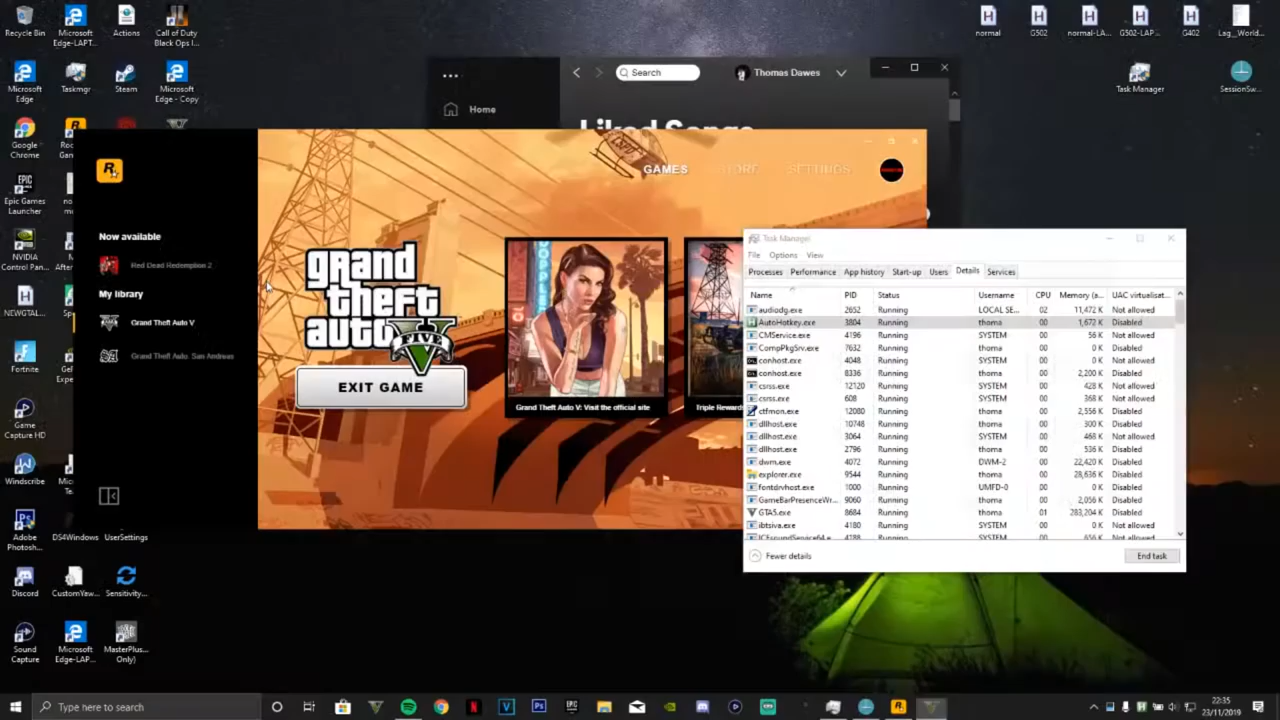 Recycle Bin
Microsoft
Edge-LAPT...
Actions
Call of Duty
Black Ops I...
normal
G502
normal-LA...
G502-LAP...
G402
Lag__World...
Microsoft
Edge
Taskmgr
Steam
Microsoft
Edge - Copy
Task Manager
SessionSw...
Search
Thomas Dawes
Home
Liked Songs
Google
Chrome
Epic Games
Launcher
NVIDIA
Control Pan...
NEWGTAL...
Fortnite
Game
Capture HD
Windscribe
Adobe
Photosh...
DS4Windows
UserSettings
Discord
CustomYaw...
Sensitivity...
Sound
Capture
Microsoft
Edge-LAP...
MasterPlus...
Only)
R
GAMES
STORE
SETTINGS
Now available
Red Dead Redemption 2
My library
Grand Theft Auto V
Grand Theft Auto: San Andreas
grand
theft
auto
FIVE
EXIT GAME
Grand Theft Auto V: Visit the official site
Triple Reward
Task Manager
File Options View
Processes Performance App history Start-up Users Details Services
Name PID Status Username CPU Memory (a... UAC virtualisat...
audiodg.exe 2652 Running LOCAL SE... 02 11,472 K Not allowed
AutoHotkey.exe 3804 Running thoma 00 1,672 K Disabled
CMService.exe 4196 Running SYSTEM 00 56 K Not allowed
CompPkgSrv.exe 7632 Running thoma 00 0 K Disabled
conhost.exe 4048 Running SYSTEM 00 0 K Not allowed
conhost.exe 8336 Running thoma 00 2,200 K Disabled
csrss.exe 12120 Running SYSTEM 00 428 K Not allowed
csrss.exe 608 Running SYSTEM 00 368 K Not allowed
ctfmon.exe 12080 Running thoma 00 2,556 K Disabled
dllhost.exe 10748 Running thoma 00 300 K Disabled
dllhost.exe 3064 Running SYSTEM 00 468 K Not allowed
dllhost.exe 2796 Running thoma 00 536 K Disabled
dwm.exe 4072 Running DWM-2 00 22,420 K Disabled
explorer.exe 9544 Running thoma 00 28,636 K Disabled
fontdrvhost.exe 1000 Running UMFD-0 00 0 K Disabled
GameBarPresenceWr... 9060 Running thoma 00 2,056 K Disabled
GTA5.exe 8684 Running thoma 01 283,204 K Disabled
ibtsiva.exe 4180 Running SYSTEM 00 0 K Not allowed
ICEsoundService64.e 4188 Running SYSTEM 00 656 K Not allowed
Fewer details
End task
Type here to search
22:35
23/11/2019